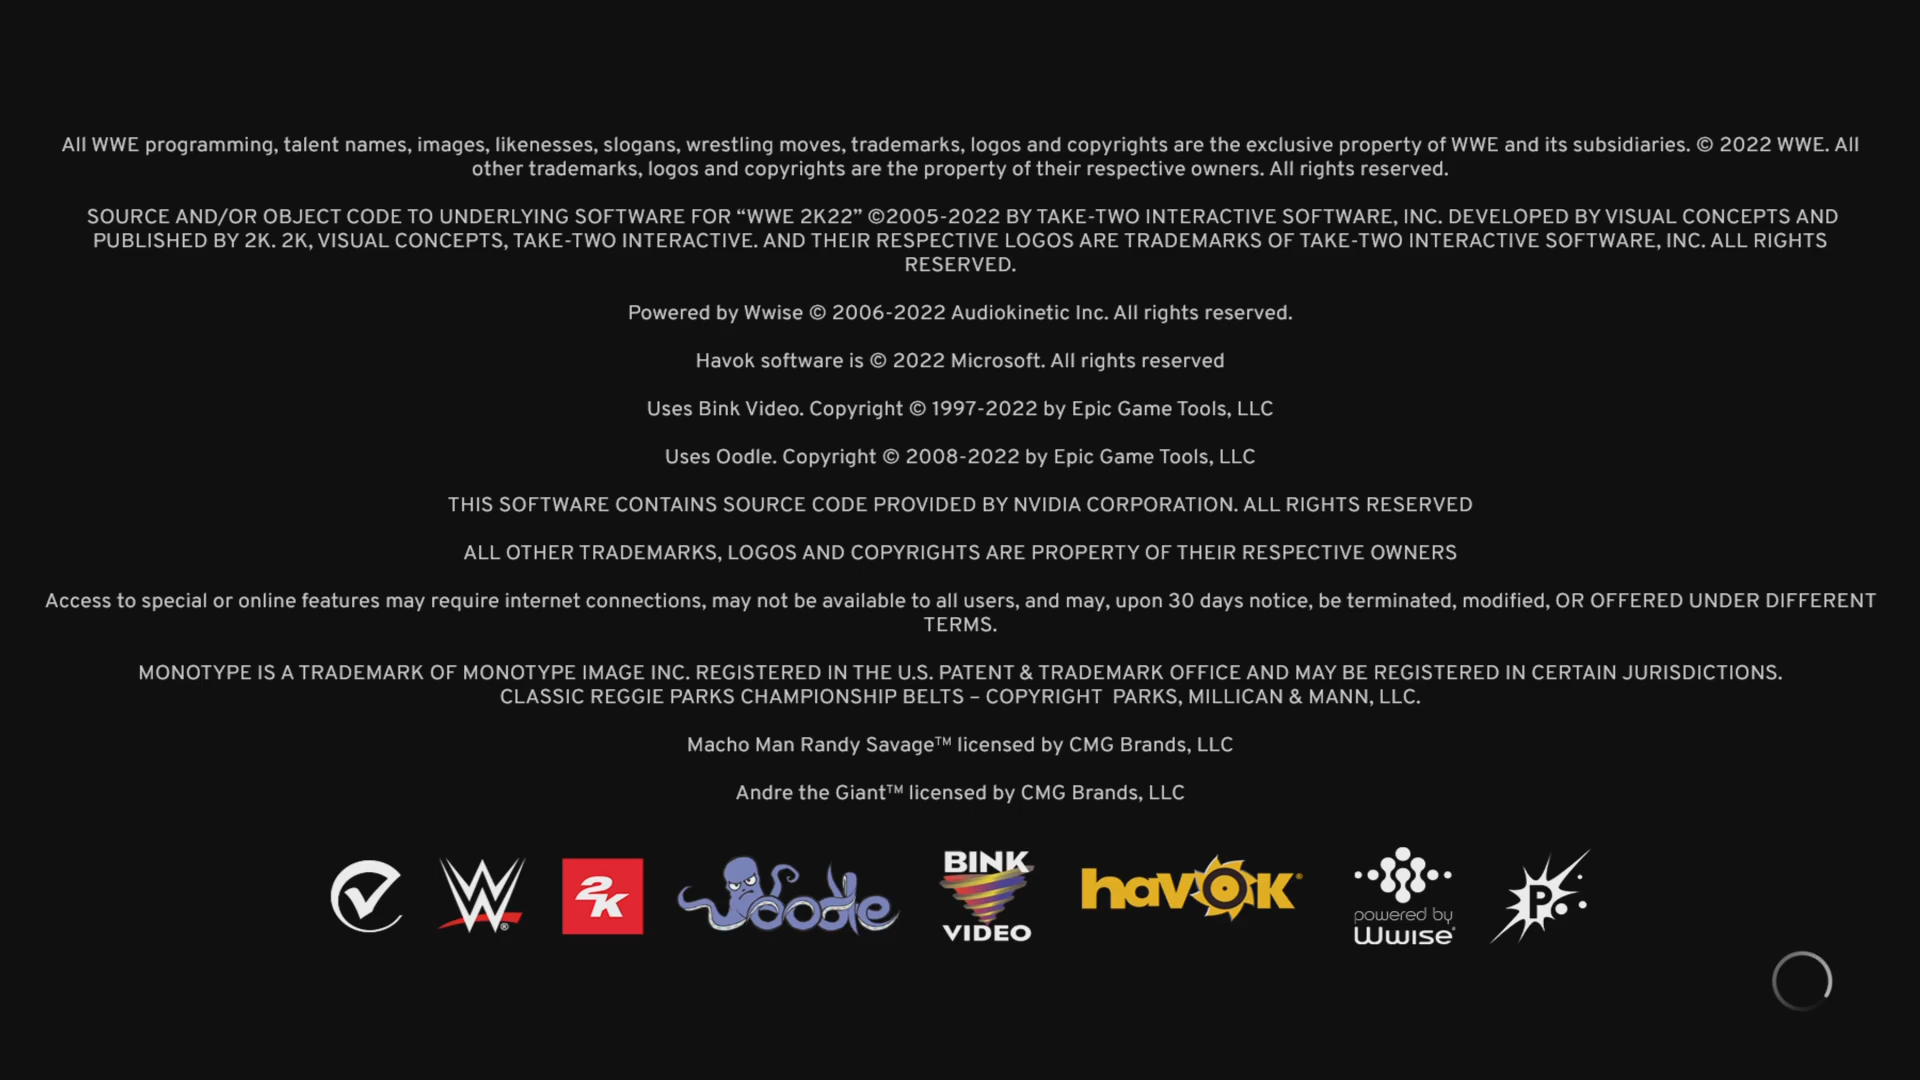 All WWE programming, talent names, images, likenesses, slogans, wrestling moves, trademarks, logos and copyrights are the exclusive property of WWE and its subsidiaries. © 2022 WWE. All
other trademarks, logos and copyrights are the property of their respective owners. All rights reserved.
SOURCE AND/OR OBJECT CODE TO UNDERLYING SOFTWARE FOR “WWE 2K22” ©2005-2022 BY TAKE-TWO INTERACTIVE SOFTWARE, INC. DEVELOPED BY VISUAL CONCEPTS AND
PUBLISHED BY 2K. 2K, VISUAL CONCEPTS, TAKE-TWO INTERACTIVE. AND THEIR RESPECTIVE LOGOS ARE TRADEMARKS OF TAKE-TWO INTERACTIVE SOFTWARE, INC. ALL RIGHTS
RESERVED.
Powered by Wwise © 2006-2022 Audiokinetic Inc. All rights reserved.
Havok software is © 2022 Microsoft. All rights reserved
Uses Bink Video. Copyright © 1997-2022 by Epic Game Tools, LLC
Uses Oodle. Copyright © 2008-2022 by Epic Game Tools, LLC
THIS SOFTWARE CONTAINS SOURCE CODE PROVIDED BY NVIDIA CORPORATION. ALL RIGHTS RESERVED
ALL OTHER TRADEMARKS, LOGOS AND COPYRIGHTS ARE PROPERTY OF THEIR RESPECTIVE OWNERS
Access to special or online features may require internet connections, may not be available to all users, and may, upon 30 days notice, be terminated, modified, OR OFFERED UNDER DIFFERENT
TERMS.
MONOTYPE IS A TRADEMARK OF MONOTYPE IMAGE INC. REGISTERED IN THE U.S. PATENT & TRADEMARK OFFICE AND MAY BE REGISTERED IN CERTAIN JURISDICTIONS.
CLASSIC REGGIE PARKS CHAMPIONSHIP BELTS – COPYRIGHT PARKS, MILLICAN & MANN, LLC.
Macho Man Randy Savage™ licensed by CMG Brands, LLC
Andre the Giant™ licensed by CMG Brands, LLC
W®
2K
oodle
BINK
VIDEO
havok®
powered by
Wwise®
P